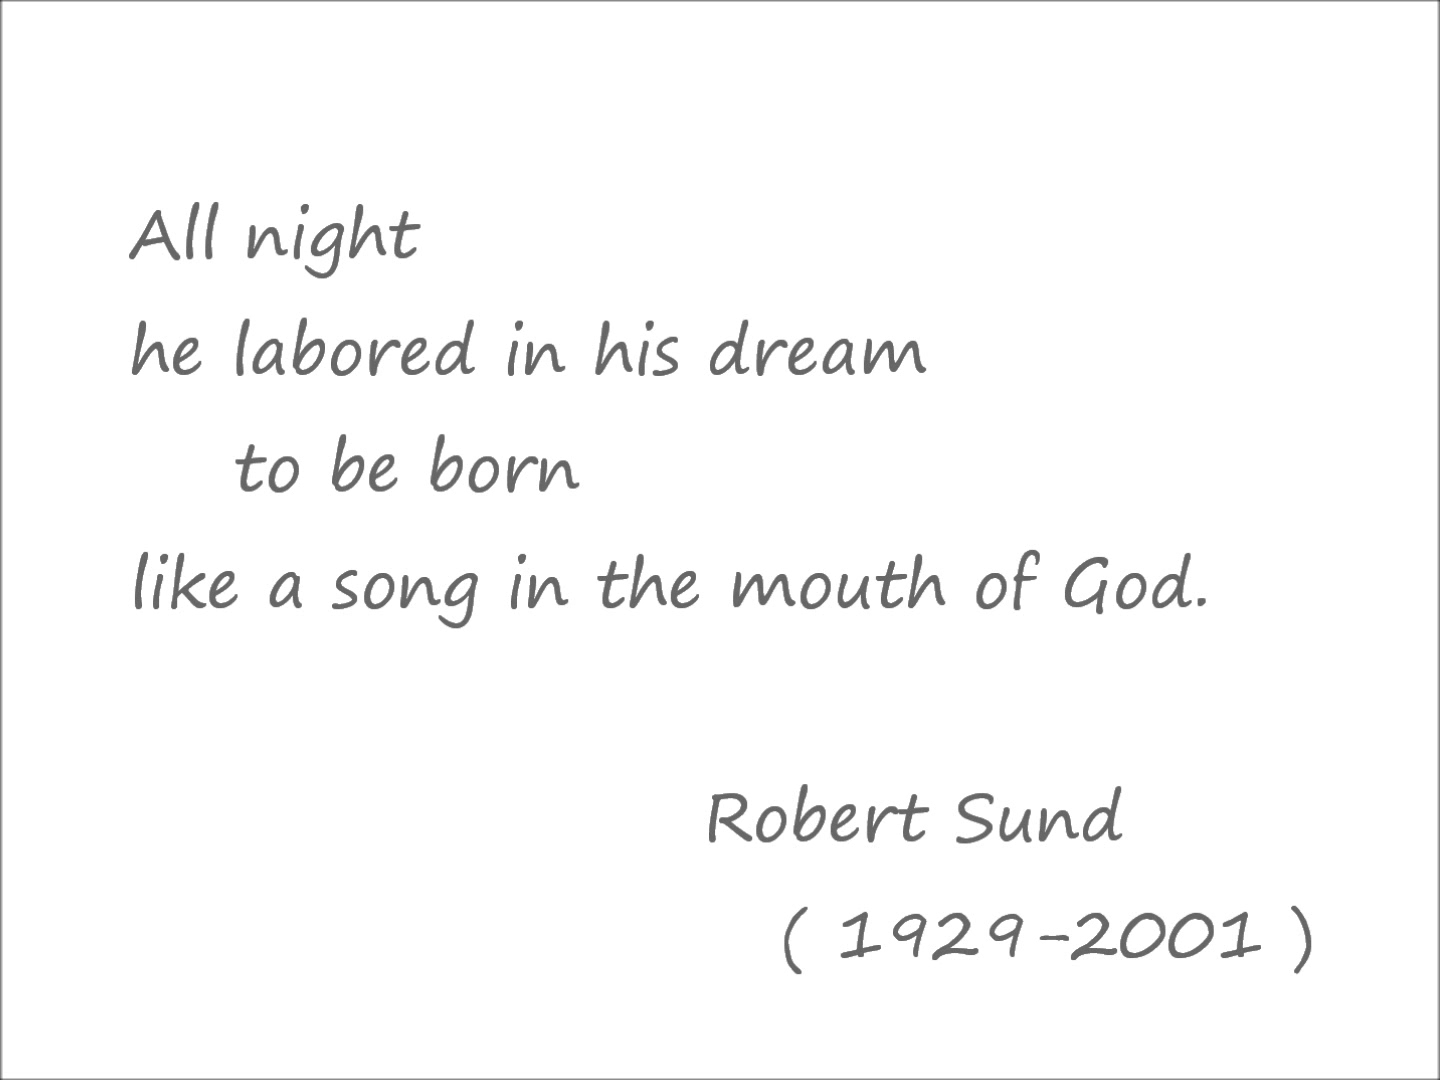 All night
he labored in his dream
to be born
like a song in the mouth of God.
Robert Sund
( 1929-2001 )